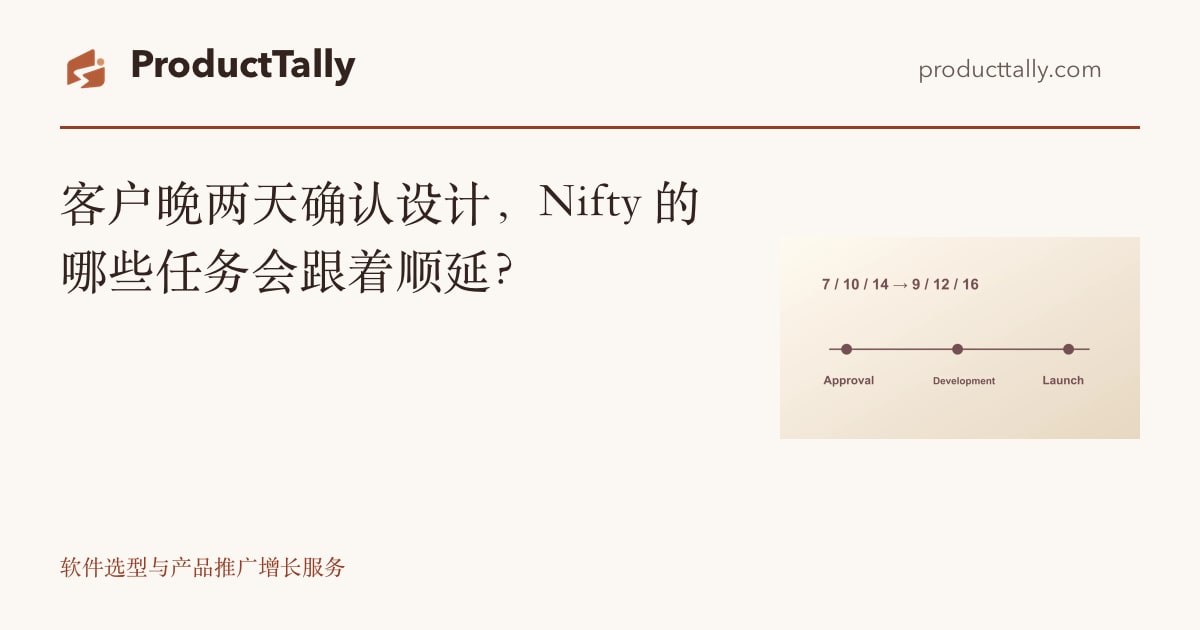 ProductTally
producttally.com
客户晚两天确认设计，Nifty 的
哪些任务会跟着顺延？
7 / 10 / 14 → 9 / 12 / 16
Approval
Development
Launch
软件选型与产品推广增长服务